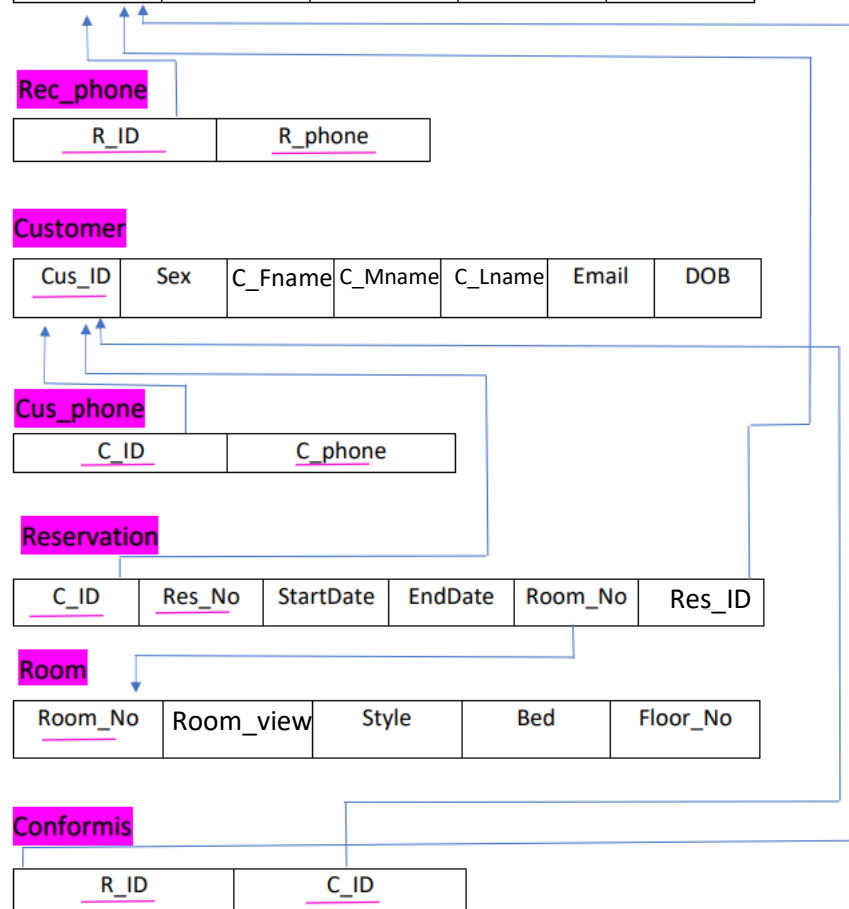 Rec_phone
R_ID R_phone
Customer
Cus_ID Sex C_Fname C_Mname C_Lname Email DOB
Cus_phone
C_ID C_phone
Reservation
C_ID Res_No StartDate EndDate Room_No Res_ID
Room
Room_No Room_view Style Bed Floor_No
Conformis
R_ID C_ID